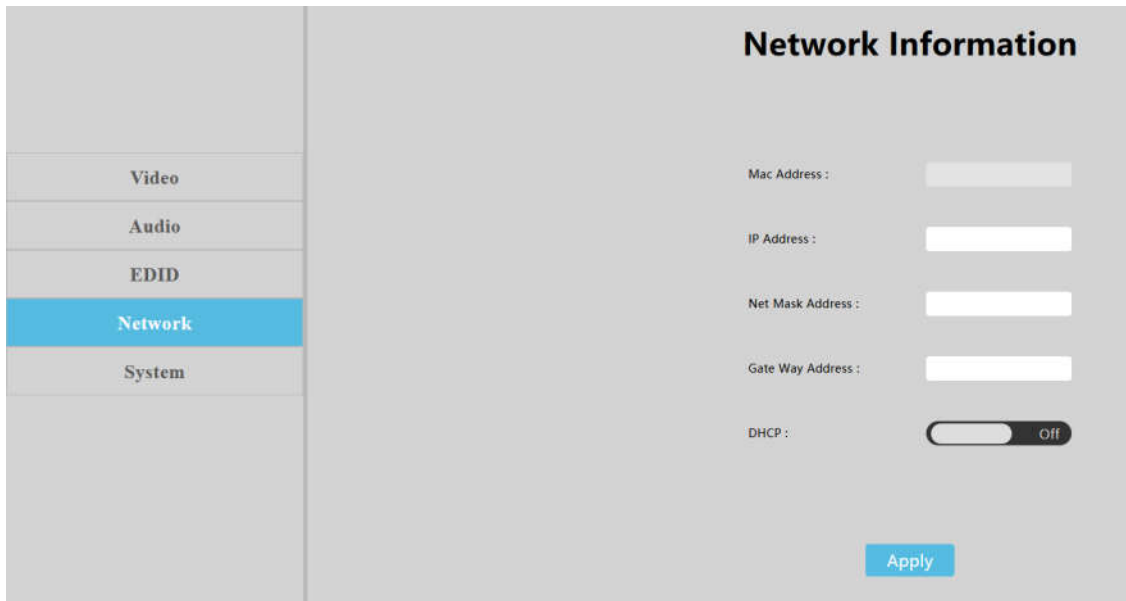 Network Information
Video
Audio
EDID
Network
System
Mac Address :
IP Address :
Net Mask Address :
Gate Way Address :
DHCP :
Off
Apply